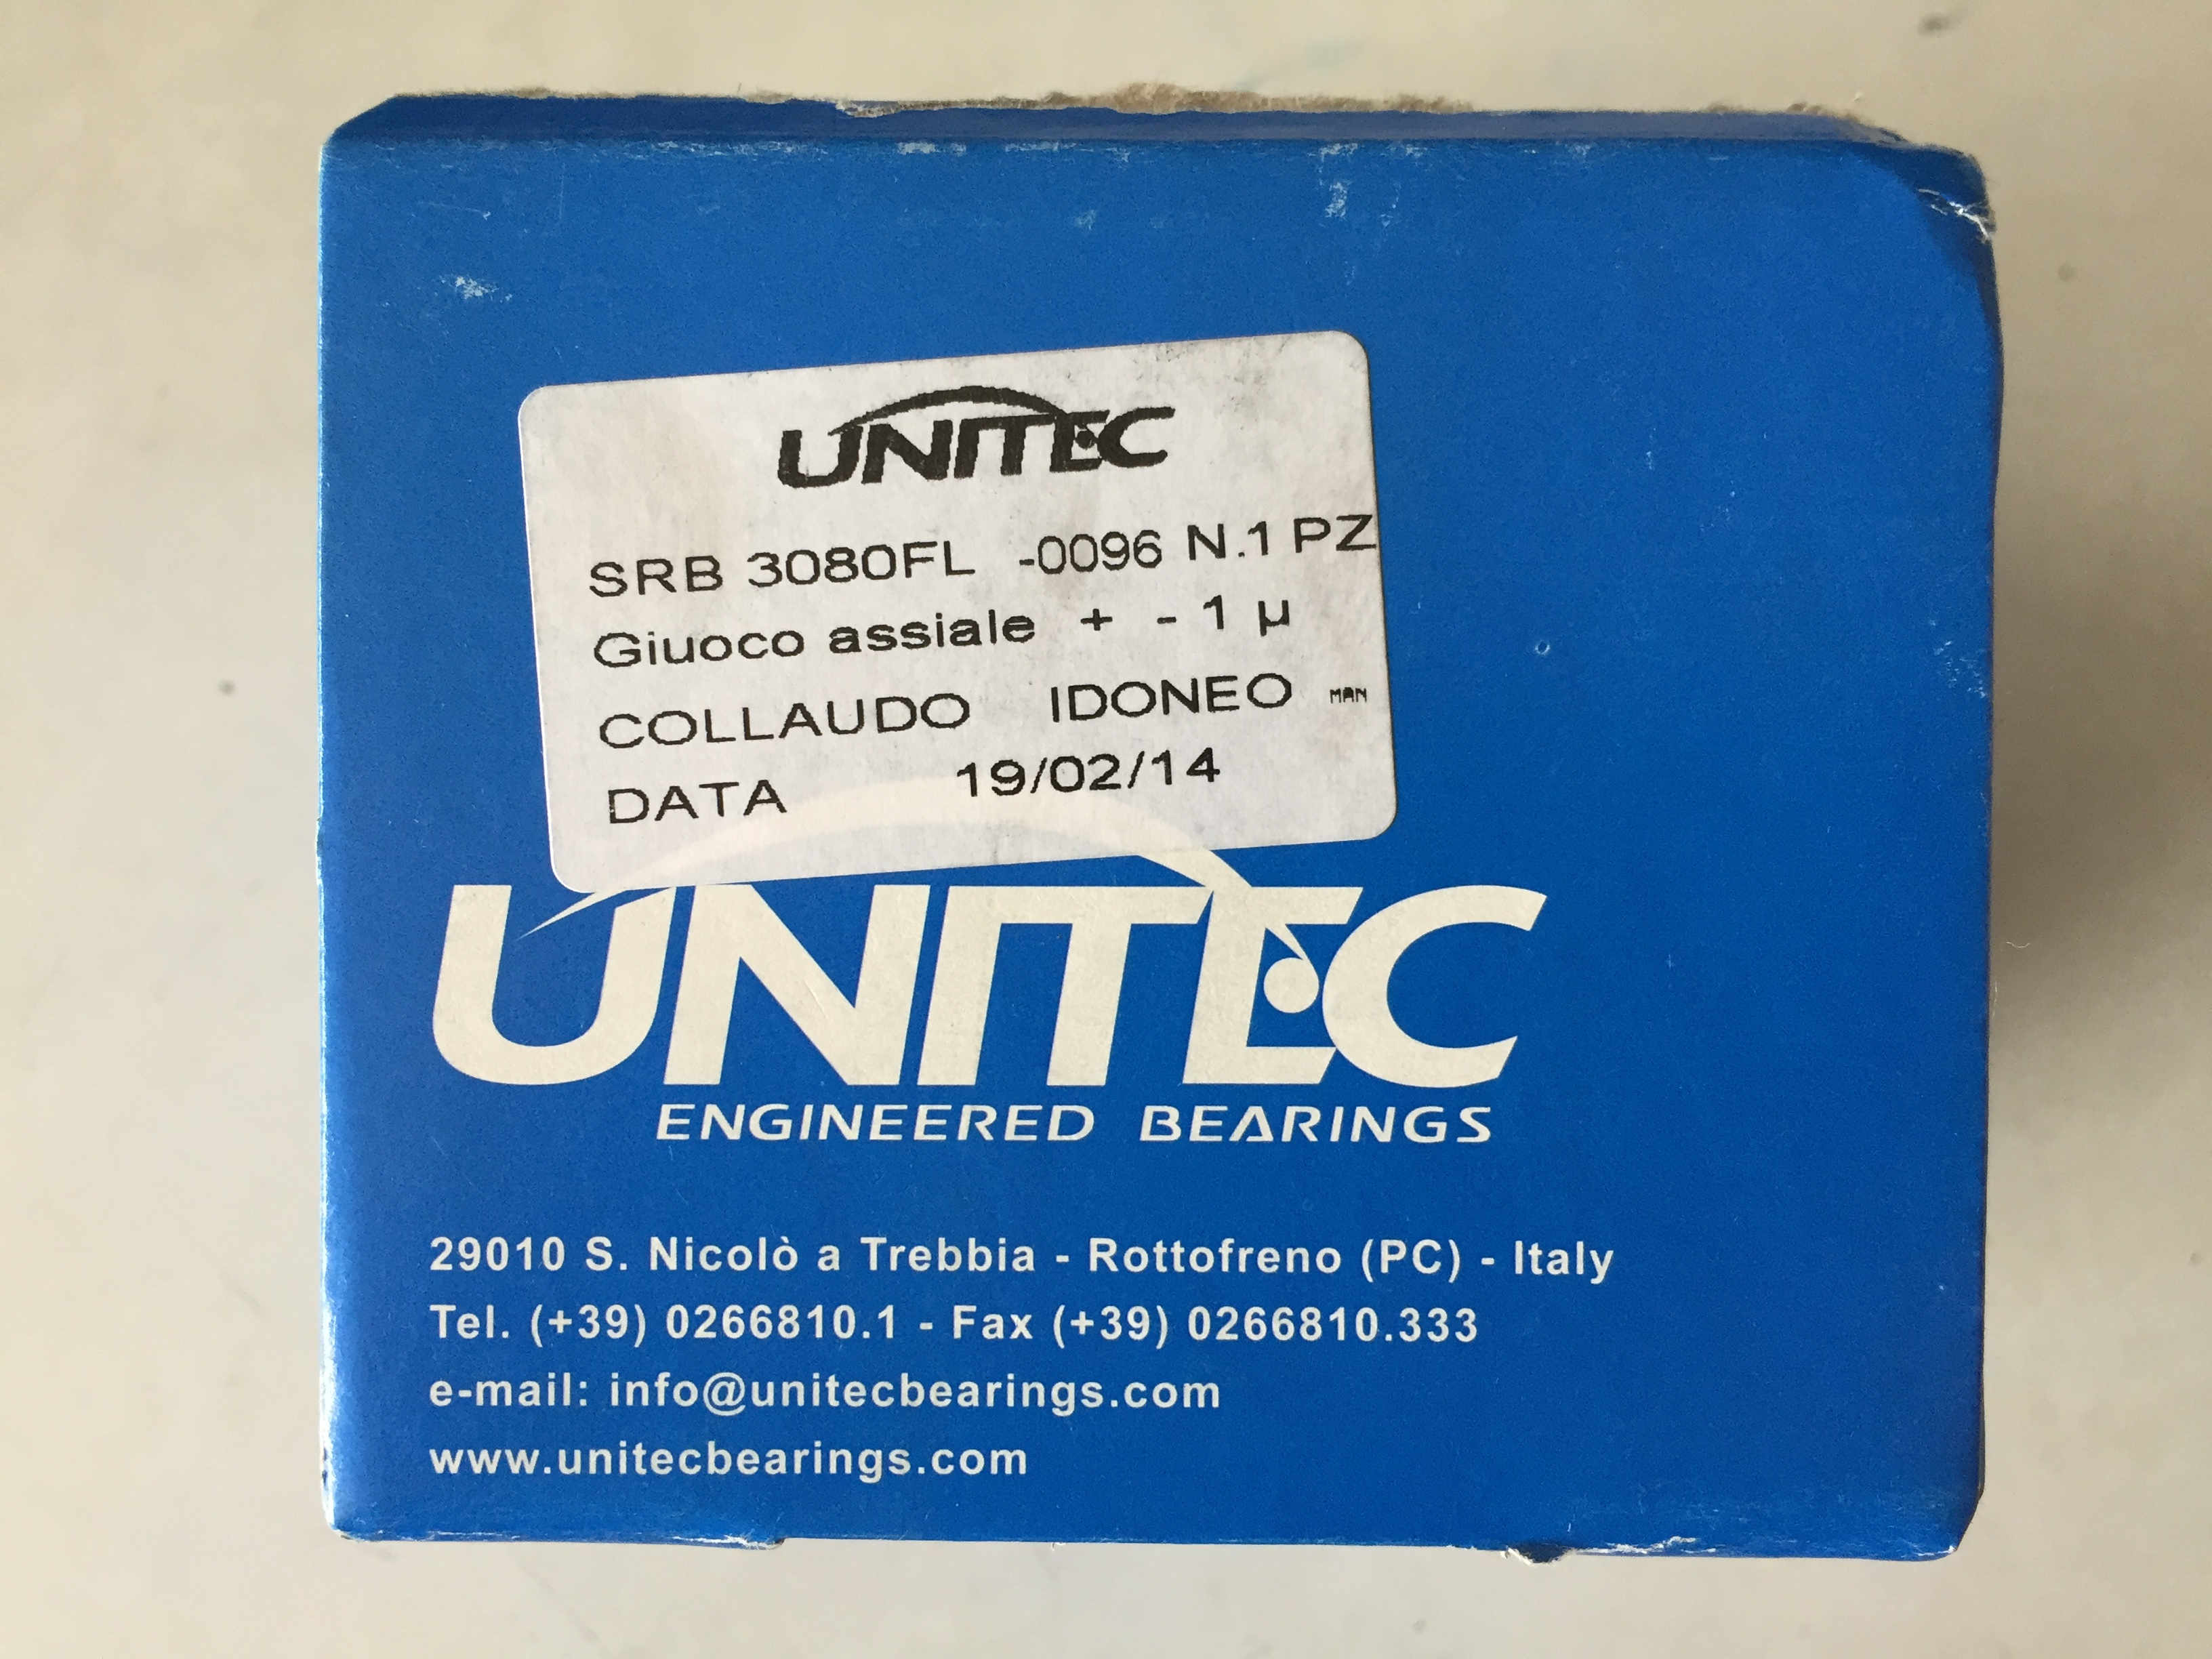 UNITEC
SRB 3080FL -0096 N.1 PZ
Giuoco assiale + - 1 µ
COLLAUDO IDONEO MAN
DATA 19/02/14
UNITEC
ENGINEERED BEARINGS
29010 S. Nicolò a Trebbia - Rottofreno (PC) - Italy
Tel. (+39) 0266810.1 - Fax (+39) 0266810.333
e-mail: info@unitecbearings.com
www.unitecbearings.com